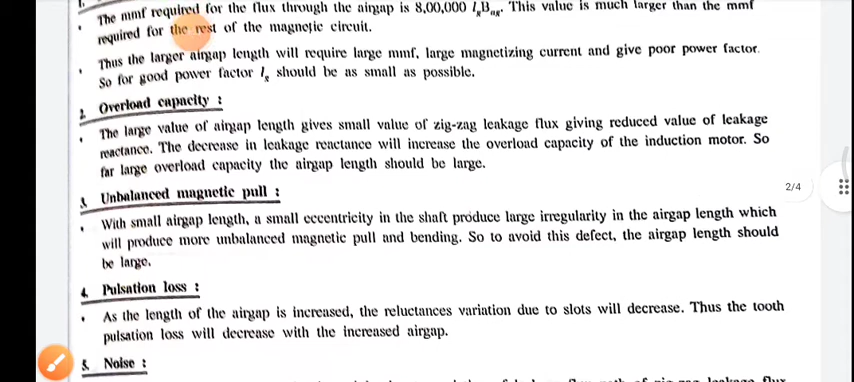 1.
• The mmf required for the flux through the airgap is 8,00,000 lgBag. This value is much larger than the mmf
required for the rest of the magnetic circuit.
• Thus the larger airgap length will require large mmf, large magnetizing current and give poor power factor.
So for good power factor lg should be as small as possible.
2. Overload capacity :
• The large value of airgap length gives small value of zig-zag leakage flux giving reduced value of leakage
reactance. The decrease in leakage reactance will increase the overload capacity of the induction motor. So
far large overload capacity the airgap length should be large.
3. Unbalanced magnetic pull :
• With small airgap length, a small eccentricity in the shaft produce large irregularity in the airgap length which
will produce more unbalanced magnetic pull and bending. So to avoid this defect, the airgap length should
be large.
2/4
4. Pulsation loss :
• As the length of the airgap is increased, the reluctances variation due to slots will decrease. Thus the tooth
pulsation loss will decrease with the increased airgap.
5. Noise :